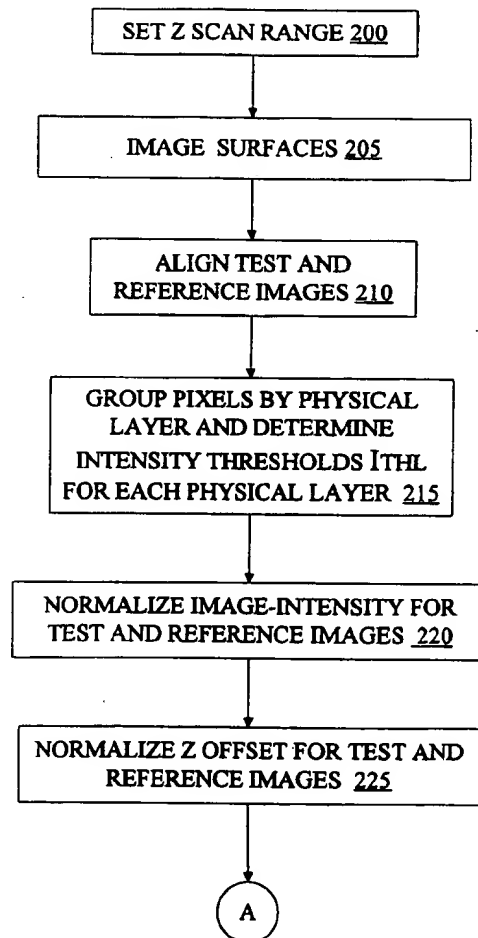 SET Z SCAN RANGE 200
IMAGE SURFACES 205
ALIGN TEST AND
REFERENCE IMAGES 210
GROUP PIXELS BY PHYSICAL
LAYER AND DETERMINE
INTENSITY THRESHOLDS ITHL
FOR EACH PHYSICAL LAYER 215
NORMALIZE IMAGE-INTENSITY FOR
TEST AND REFERENCE IMAGES 220
NORMALIZE Z OFFSET FOR TEST AND
REFERENCE IMAGES 225
A